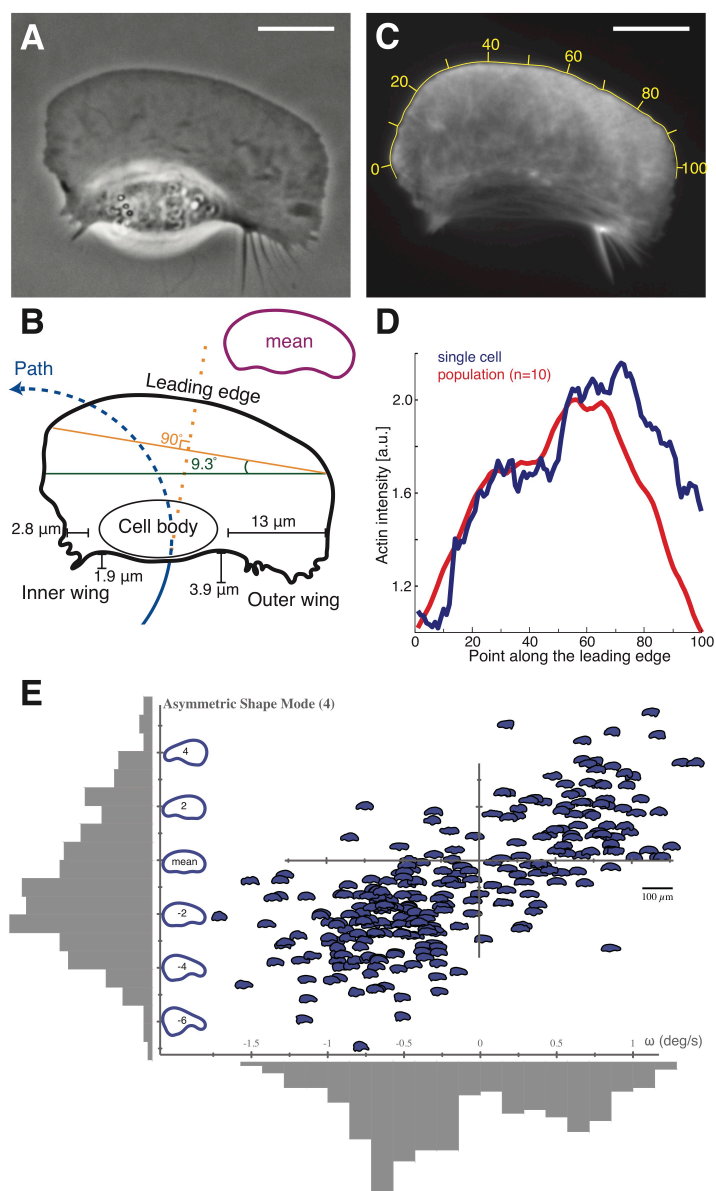 A
C
0
20
40
60
80
100
B
mean
Path
Leading edge
90°
9.3°
2.8 µm
Cell body
13 µm
1.9 µm
3.9 µm
Inner wing
Outer wing
D
single cell
population (n=10)
2.0
1.6
1.2
Actin intensity [a.u.]
0 20 40 60 80 100
Point along the leading edge
E
Asymmetric Shape Mode (4)
4
2
mean
-2
-4
-6
100 µm
-1.5 -1 -0.5 0 0.5 1 ω (deg/s)